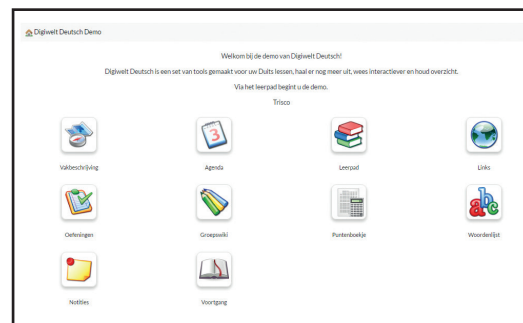 Digiwelt Deutsch Demo
Welkom bij de demo van Digiwelt Deutsch!
Digiwelt Deutsch is een set van tools gemaakt voor uw Duits lessen, haal er nog meer uit, wees interactiever en houd overzicht.
Via het leerpad begint u de demo.
Trisco
3
Vakbeschrijving Agenda Leerpad Links
abc
Oefeningen Groepswiki Puntenboekje Woordenlijst
Notities Voortgang